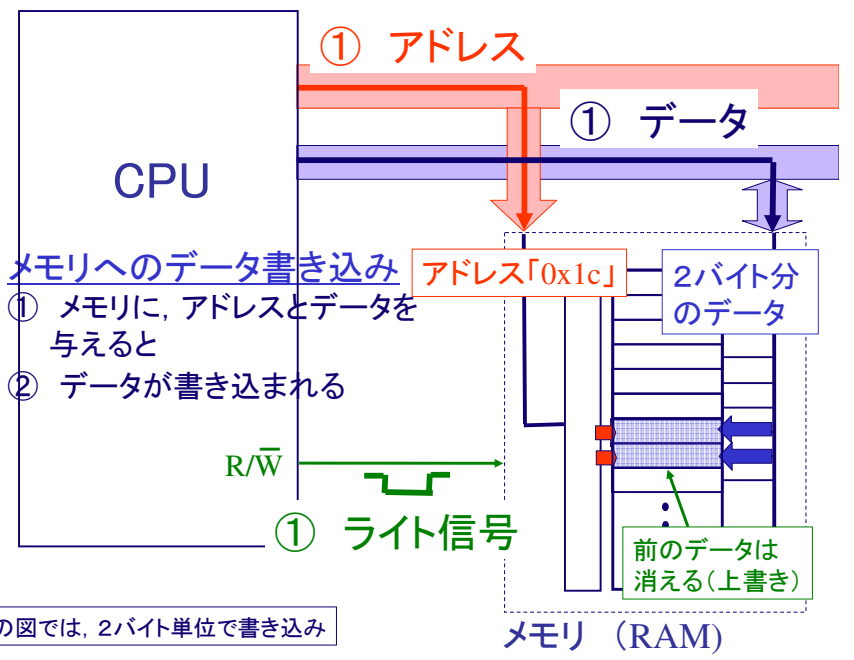 ① アドレス
① データ
CPU
メモリへのデータ書き込み
① メモリに, アドレスとデータを
与えると
② データが書き込まれる
アドレス「0x1c」
２バイト分
のデータ
R/W̅
① ライト信号
前のデータは
消える(上書き)
の図では, ２バイト単位で書き込み
メモリ （RAM)